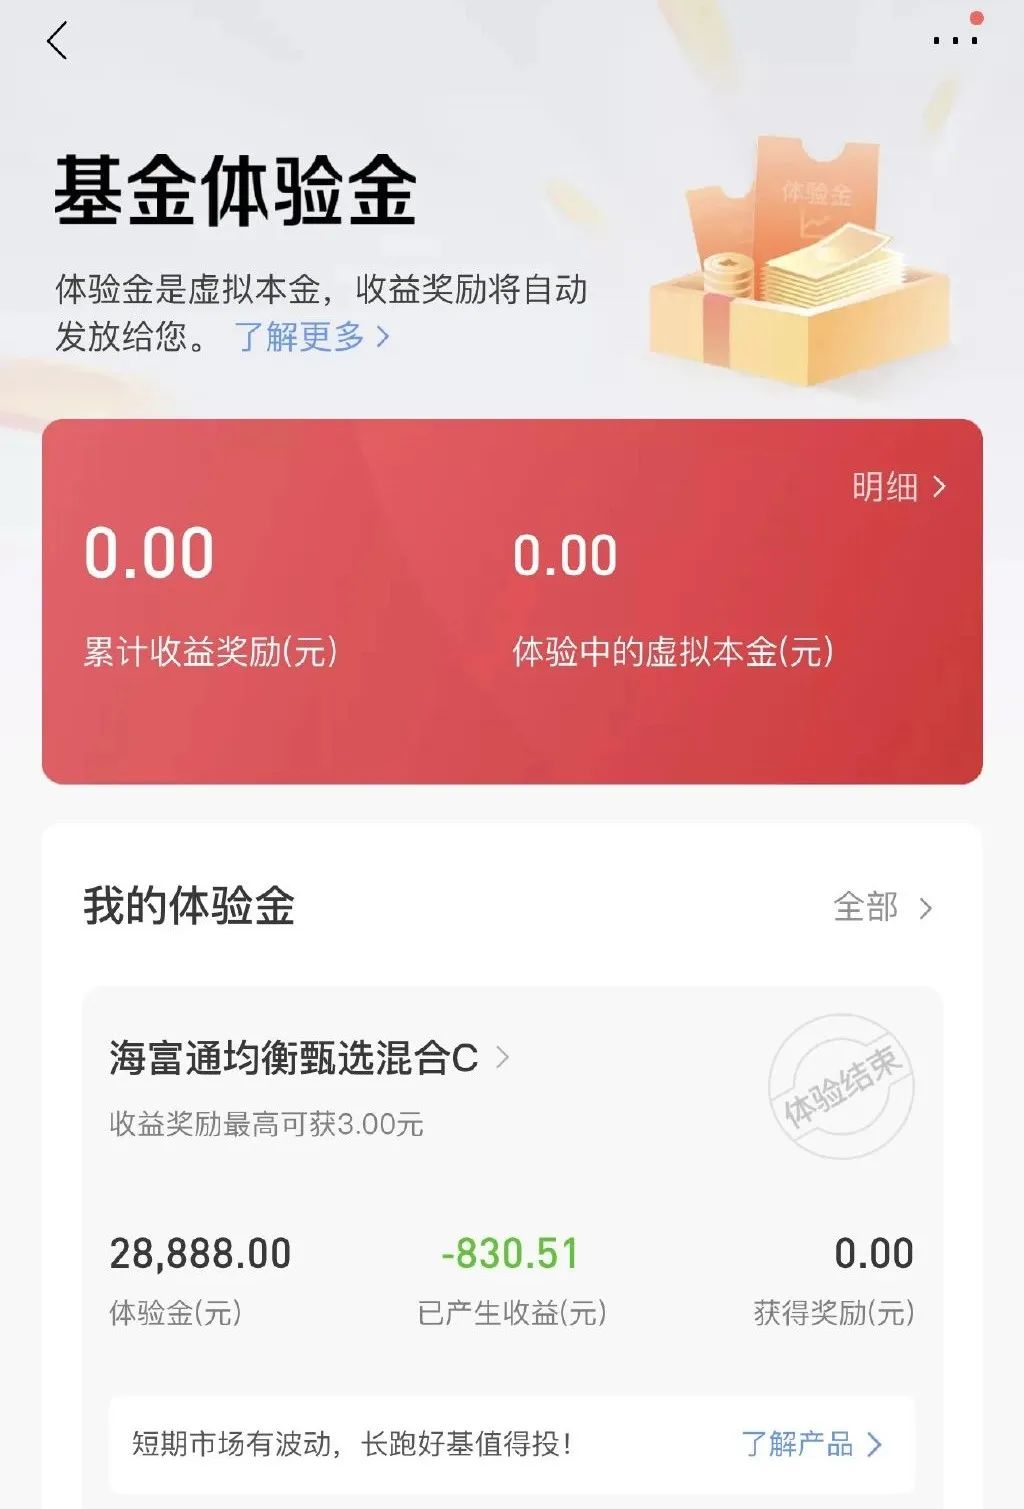 基金体验金
体验金
体验金是虚拟本金，收益奖励将自动
发放给您。 了解更多 >
明细 >
0.00
0.00
累计收益奖励(元)
体验中的虚拟本金(元)
我的体验金
全部 >
海富通均衡甄选混合C >
体验结束
收益奖励最高可获3.00元
28,888.00
-830.51
0.00
体验金(元)
已产生收益(元)
获得奖励(元)
短期市场有波动，长跑好基值得投！
了解产品 >